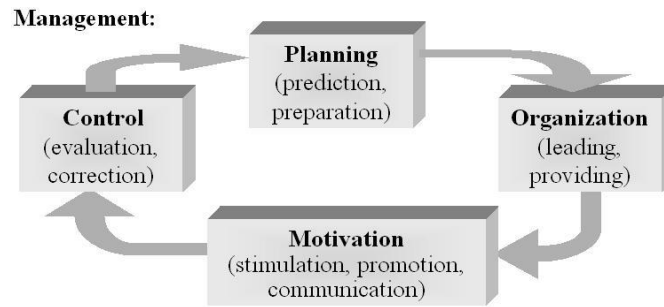 Management:
Planning
(prediction,
preparation)
Control
(evaluation,
correction)
Organization
(leading,
providing)
Motivation
(stimulation, promotion,
communication)